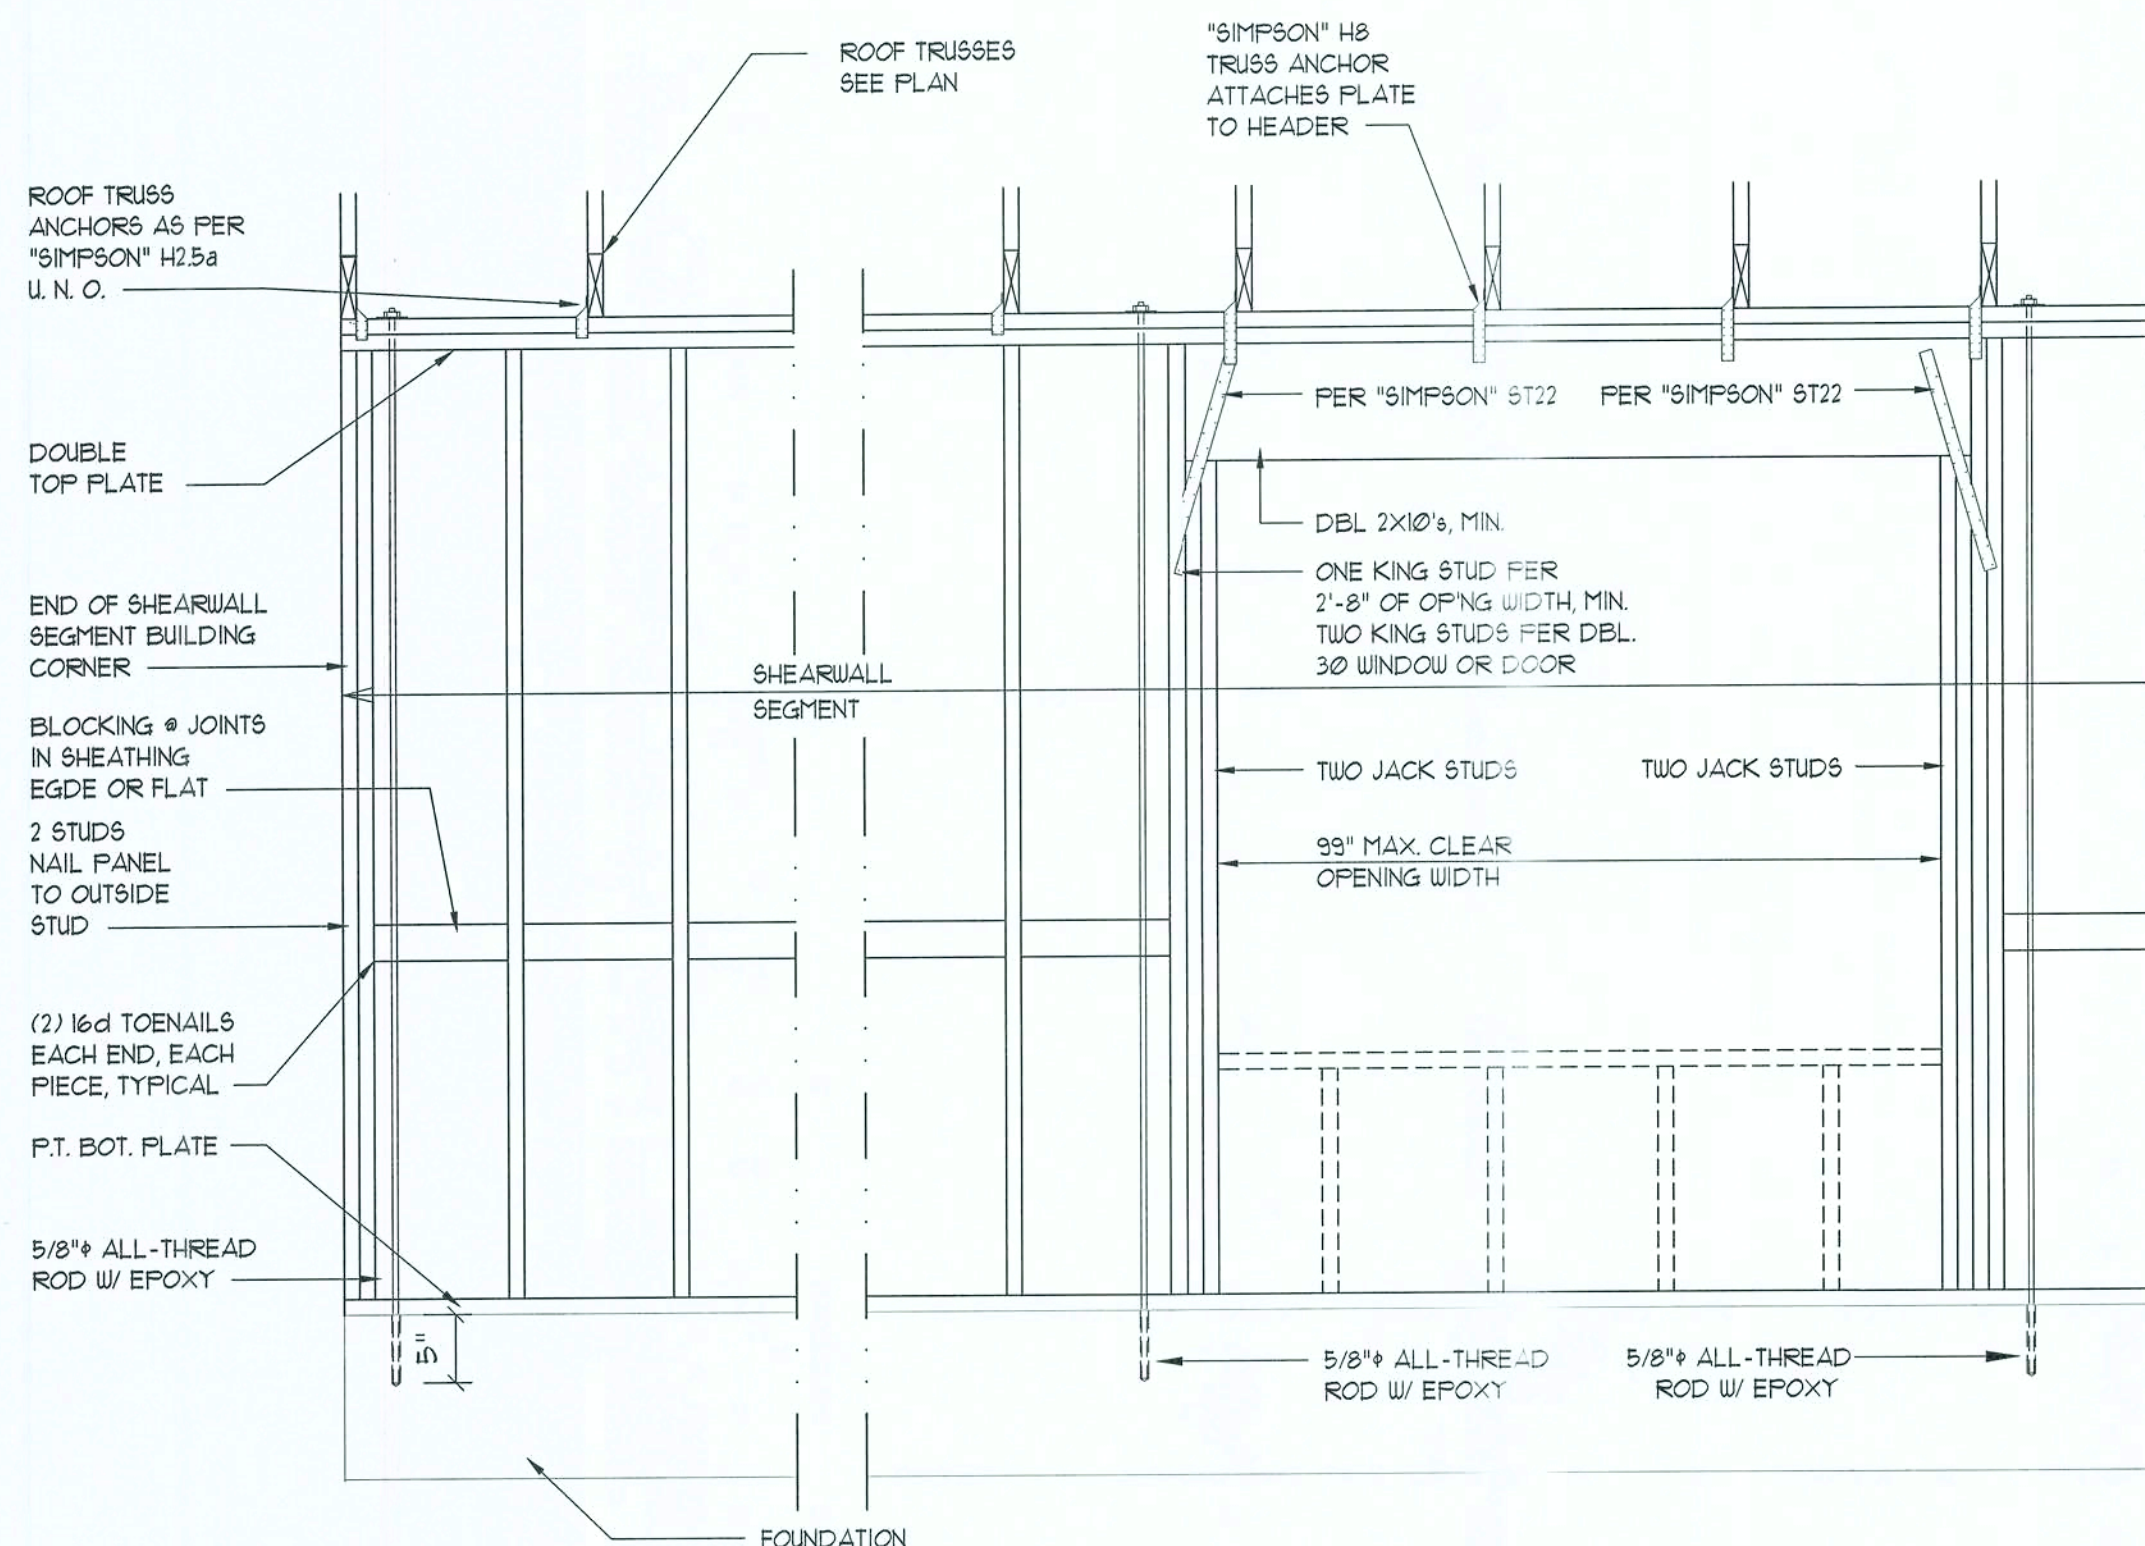 ROOF TRUSSES
SEE PLAN
"SIMPSON" H8
TRUSS ANCHOR
ATTACHES PLATE
TO HEADER
ROOF TRUSS
ANCHORS AS PER
"SIMPSON" H2.5a
U. N. O.
PER "SIMPSON" ST22
PER "SIMPSON" ST22
DOUBLE
TOP PLATE
DBL 2X10's, MIN.
ONE KING STUD PER
2'-8" OF OP'NG WIDTH, MIN.
TWO KING STUDS PER DBL.
30 WINDOW OR DOOR
END OF SHEARWALL
SEGMENT BUILDING
CORNER
SHEARWALL
SEGMENT
BLOCKING @ JOINTS
IN SHEATHING
EGDE OR FLAT
TWO JACK STUDS
TWO JACK STUDS
2 STUDS
NAIL PANEL
TO OUTSIDE
STUD
99" MAX. CLEAR
OPENING WIDTH
(2) 16d TOENAILS
EACH END, EACH
PIECE, TYPICAL
P.T. BOT. PLATE
5/8"ϕ ALL-THREAD
ROD W/ EPOXY
5"
5/8"ϕ ALL-THREAD
ROD W/ EPOXY
5/8"ϕ ALL-THREAD
ROD W/ EPOXY
FOUNDATION